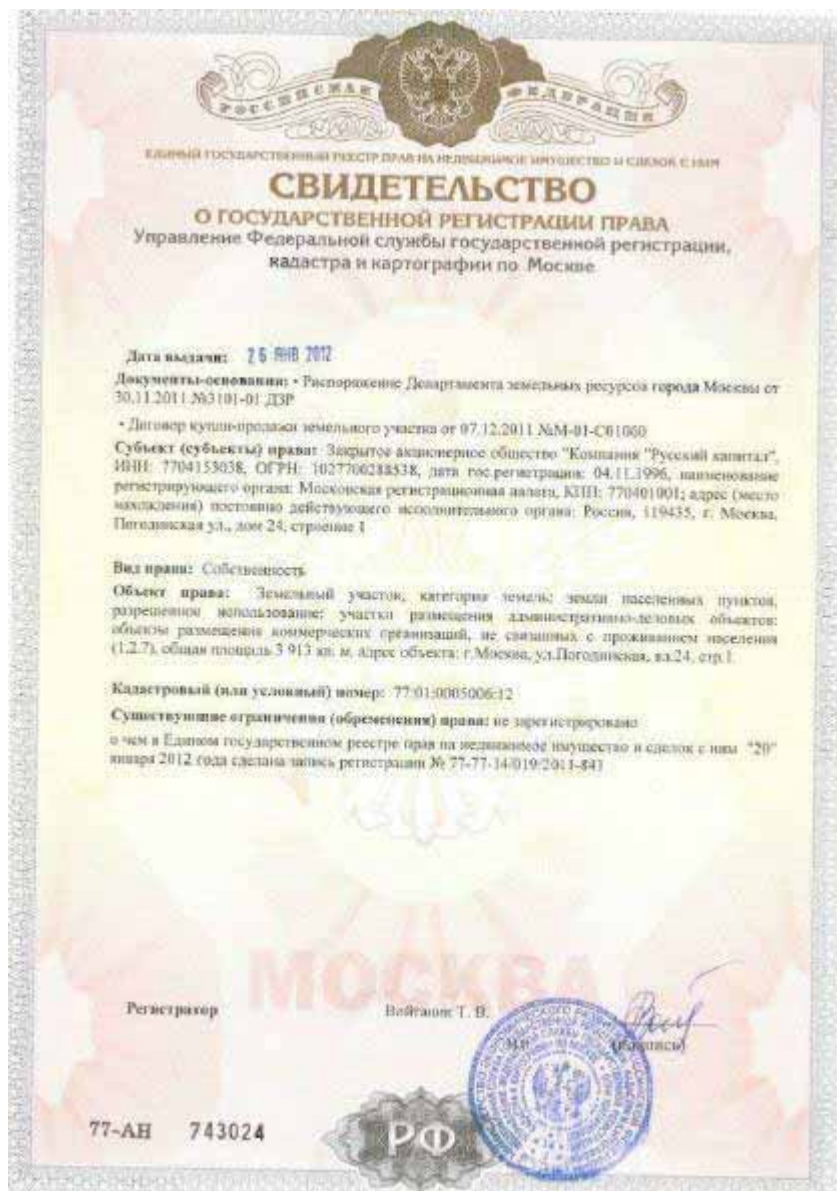 РОССИЙСКАЯ ФЕДЕРАЦИЯ
ЕДИНЫЙ ГОСУДАРСТВЕННЫЙ РЕЕСТР ПРАВ НА НЕДВИЖИМОЕ ИМУЩЕСТВО И СДЕЛОК С НИМ
СВИДЕТЕЛЬСТВО
О ГОСУДАРСТВЕННОЙ РЕГИСТРАЦИИ ПРАВА
Управление Федеральной службы государственной регистрации,
кадастра и картографии по Москве
Дата выдачи: 26 ЯНВ 2012
Документы-основания: • Распоряжение Департамента земельных ресурсов города Москвы от
30.11.2011 №3101-01 ДЗР
• Договор купли-продажи земельного участка от 07.12.2011 №М-01-С01060
Субъект (субъекты) права: Закрытое акционерное общество "Компания "Русский капитал",
ИНН: 7704153038, ОГРН: 1027700288538, дата гос.регистрации: 04.11.1996, наименование
регистрирующего органа: Московская регистрационная палата, КПП: 770401001; адрес (место
нахождения) постоянно действующего исполнительного органа: Россия, 119435, г. Москва,
Погодинская ул., дом 24, строение 1
Вид права: Собственность
Объект права: Земельный участок, категория земель: земли населенных пунктов,
разрешенное использование: участки размещения административно-деловых объектов:
объекты размещения коммерческих организаций, не связанных с проживанием населения
(1.2.7), общая площадь 3 913 кв. м, адрес объекта: г.Москва, ул.Погодинская, вл.24, стр.1
Кадастровый (или условный) номер: 77:01:0005006:12
Существующие ограничения (обременения) права: не зарегистрировано
о чем в Едином государственном реестре прав на недвижимое имущество и сделок с ним "20"
января 2012 года сделана запись регистрации № 77-77-14/019/2011-843
МОСКВА
Регистратор Войтанис Т. В.
М.П. (подпись)
77-АН 743024
РФ